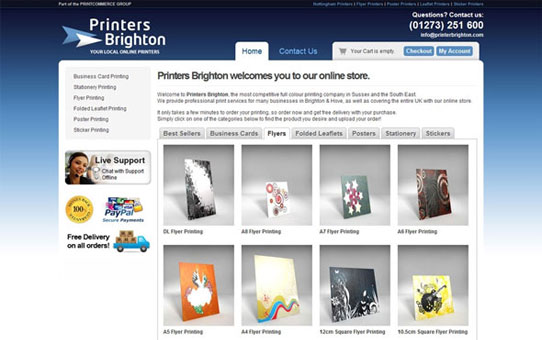 Part of the PRINTCOMMERCE GROUP
Nottingham Printers | Flyer Printers | Poster Printers | Leaflet Printers | Sticker Printers
Printers
Brighton
YOUR LOCAL ONLINE PRINTERS
Questions? Contact us:
(01273) 251 600
info@printerbrighton.com
Home
Contact Us
Your Cart is empty
Checkout
My Account
Business Card Printing
Stationery Printing
Flyer Printing
Folded Leaflet Printing
Poster Printing
Sticker Printing
Live Support
Chat with Support
Offline
100%
PayPal
Secure Payments
Free Delivery
on all orders!
Printers Brighton welcomes you to our online store.
Welcome to Printers Brighton, the most competitive full colour printing company in Sussex and the South East.
We provide professional print services for many businesses in Brighton & Hove, as well as covering the entire UK with our online store.
It only takes a few minutes to order your printing, so order now and get free delivery with your purchase.
Simply click on one of the categories below to find the product you desire and upload your order!
Best Sellers
Business Cards
Flyers
Folded Leaflets
Posters
Stationery
Stickers
DL Flyer Printing
A8 Flyer Printing
A7 Flyer Printing
A6 Flyer Printing
A5 Flyer Printing
A4 Flyer Printing
12cm Square Flyer Printing
10.5cm Square Flyer Printing